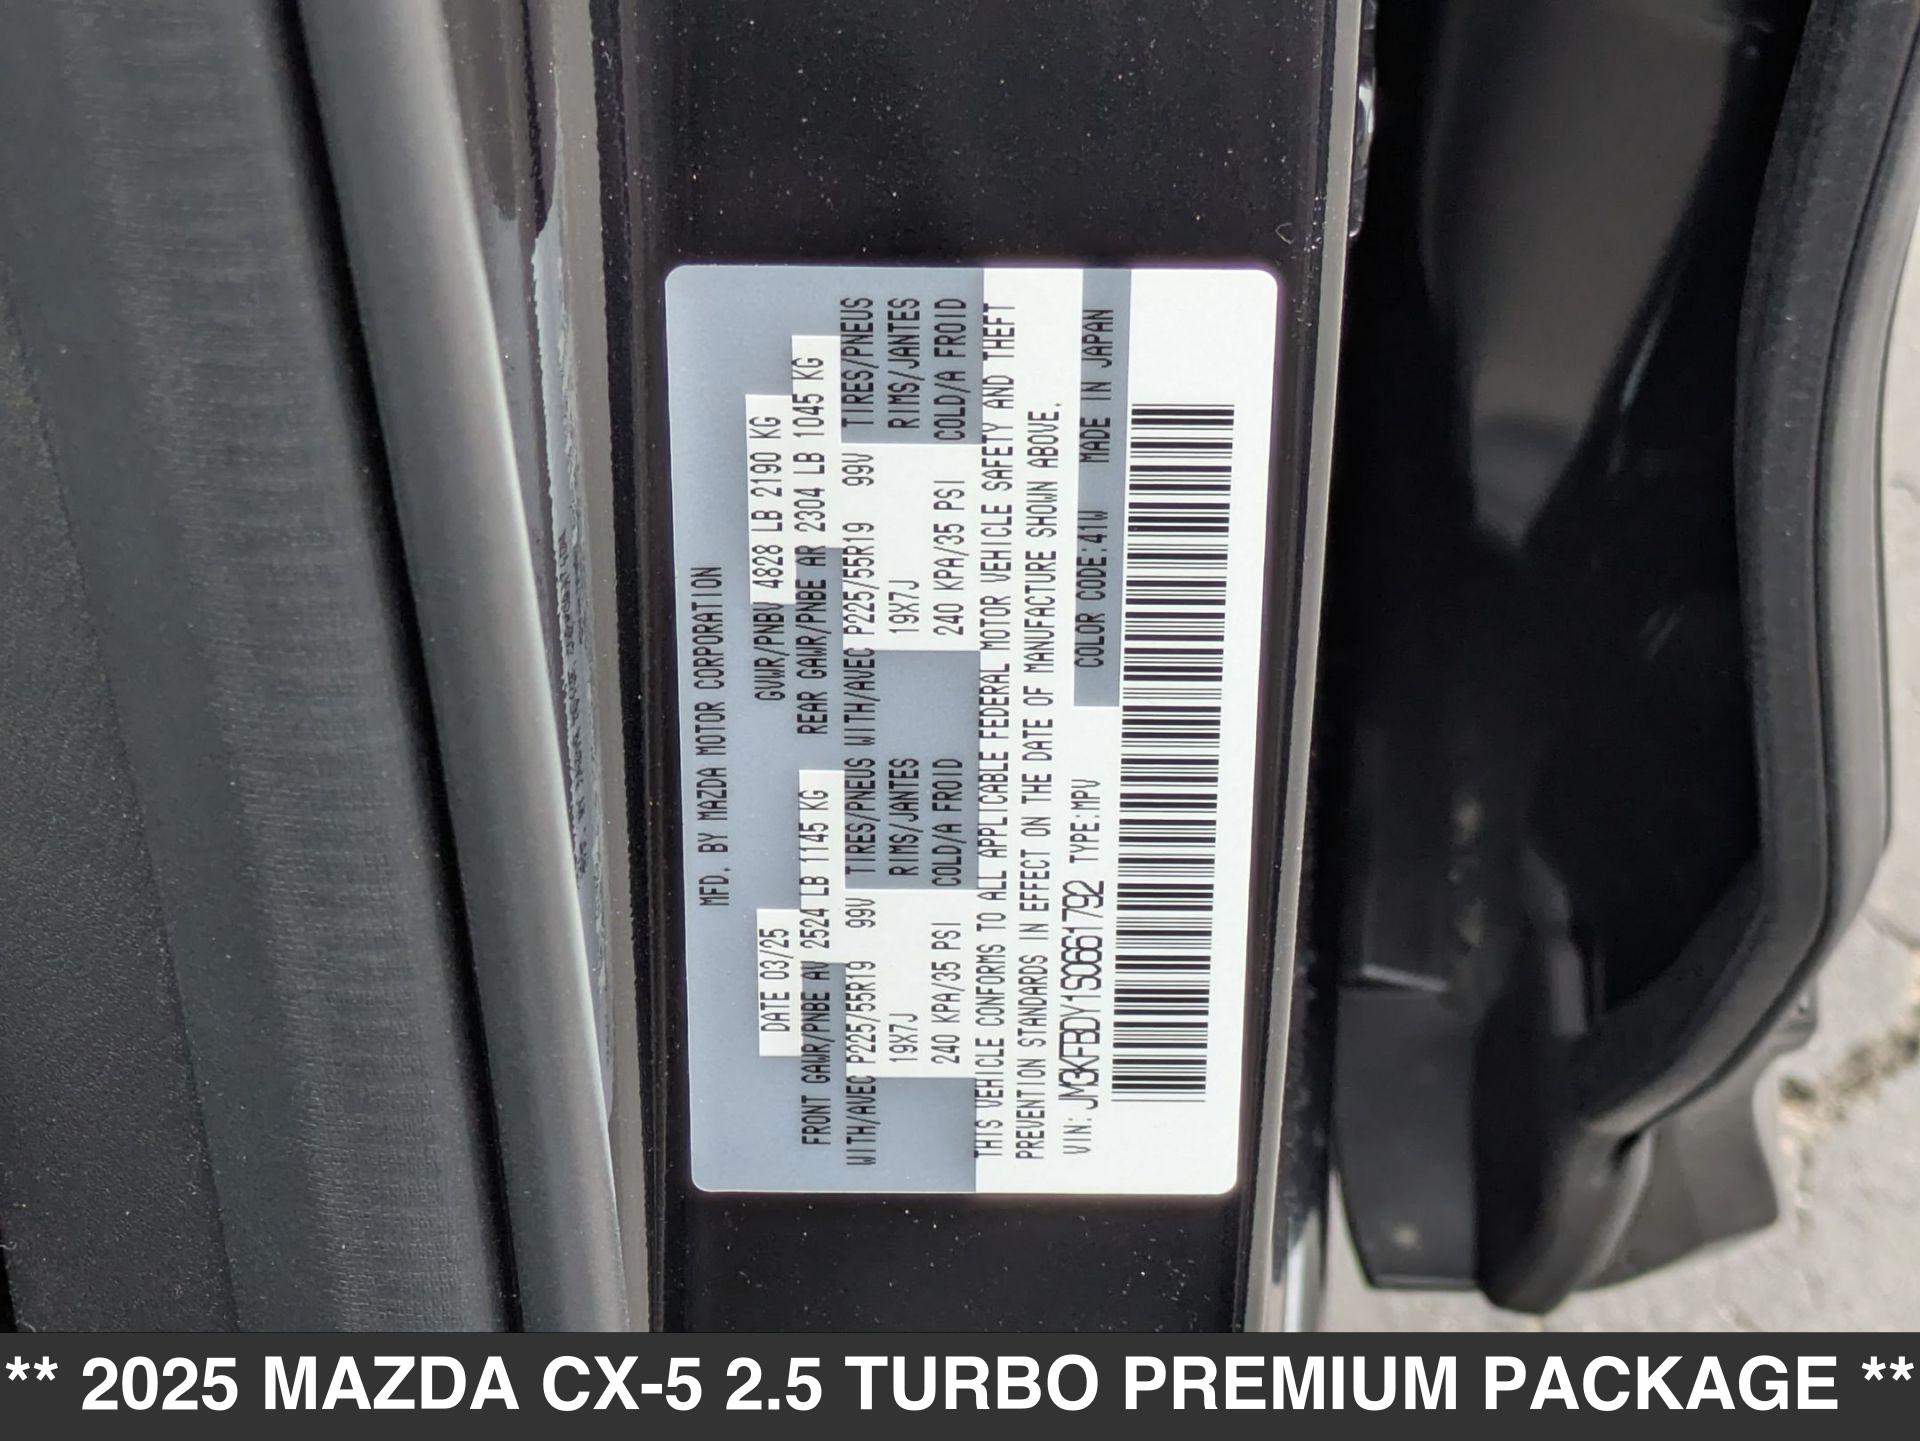 MFD. BY MAZDA MOTOR CORPORATION
DATE 03/25 GVWR/PNBV 4828 LB 2190 KG
FRONT GAWR/PNBE AV 2524 LB 1145 KG REAR GAWR/PNBE AR 2304 LB 1045 KG
WITH/AVEC P225/55R19 99V TIRES/PNEUS WITH/AVEC P225/55R19 99V TIRES/PNEUS
19X7J RIMS/JANTES 19X7J RIMS/JANTES
240 KPA/35 PSI COLD/A FROID 240 KPA/35 PSI COLD/A FROID
THIS VEHICLE CONFORMS TO ALL APPLICABLE FEDERAL MOTOR VEHICLE SAFETY AND THEFT
PREVENTION STANDARDS IN EFFECT ON THE DATE OF MANUFACTURE SHOWN ABOVE.
VIN: JM3KFBDY1S0661792 TYPE:MPV COLOR CODE:41W MADE IN JAPAN
** 2025 MAZDA CX-5 2.5 TURBO PREMIUM PACKAGE **